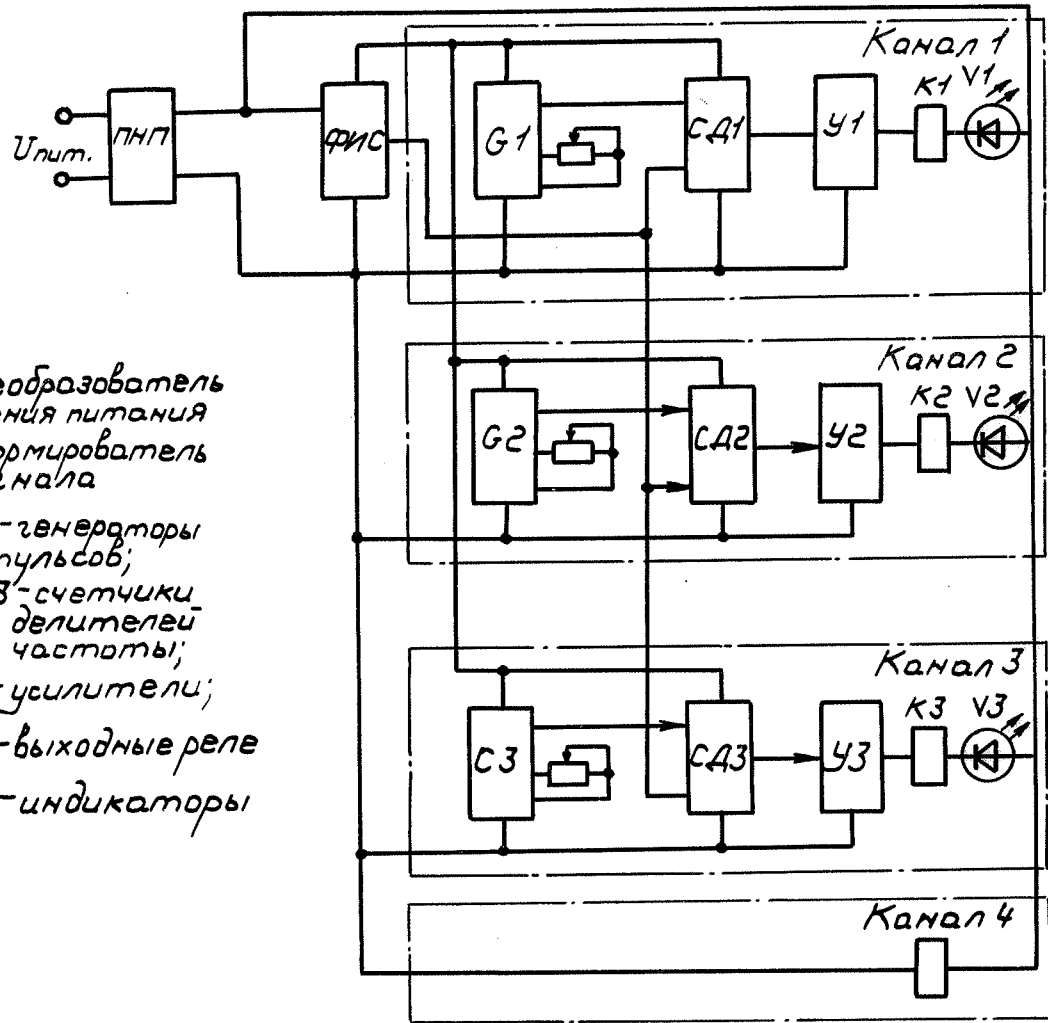 Канал 1
ПНП
Uпит.
ФИС
G1
СД1
У1
К1
V1
Канал 2
G2
СД2
У2
К2
V2
еобразователь
ения питания
ормирователь
гнала
- генераторы
пульсов;
3 - счетчики
делителей
частоты;
- усилители;
- выходные реле
- индикаторы
Канал 3
С3
СД3
У3
К3
V3
Канал 4